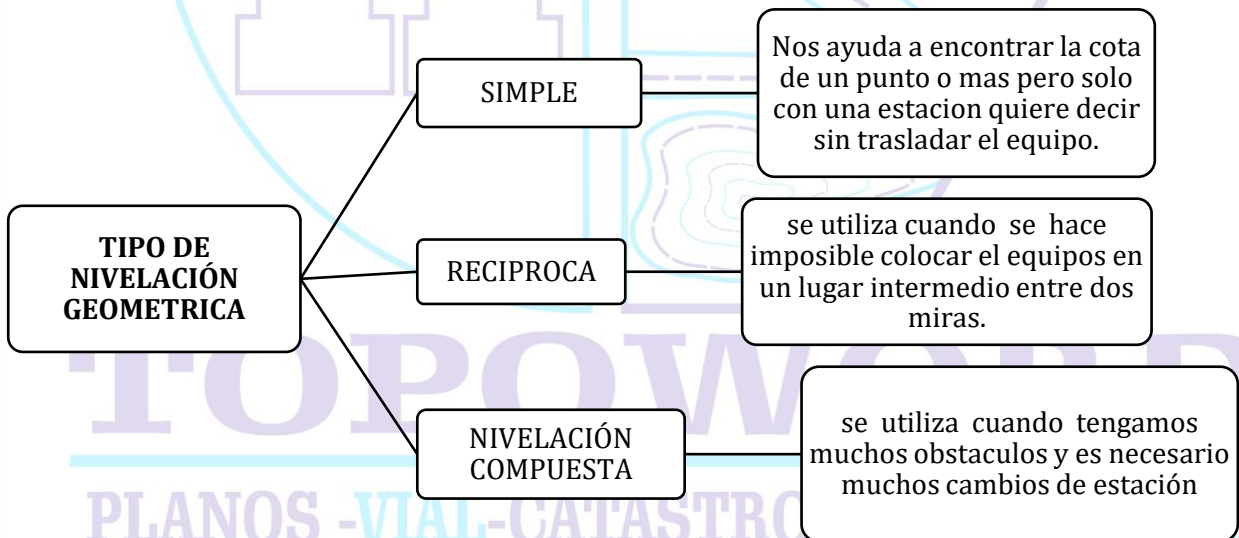 SIMPLE
Nos ayuda a encontrar la cota
de un punto o mas pero solo
con una estacion quiere decir
sin trasladar el equipo.
TIPO DE
NIVELACIÓN
GEOMETRICA
RECIPROCA
se utiliza cuando se hace
imposible colocar el equipos en
un lugar intermedio entre dos
miras.
NIVELACIÓN
COMPUESTA
se utiliza cuando tengamos
muchos obstaculos y es necesario
muchos cambios de estación
TOPOWORD
PLANOS -VIAL-CATASTRO